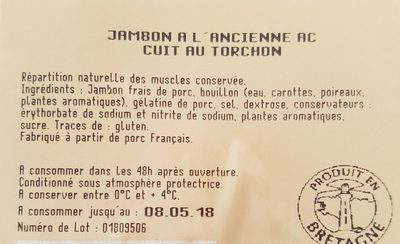 JAMBON A L'ANCIENNE AC
CUIT AU TORCHON
Répartition naturelle des muscles conservée.
Ingrédients : Jambon frais de porc, bouillon (eau, carottes, poireaux,
plantes aromatiques), gélatine de porc, sel, dextrose, conservateurs :
érythorbate de sodium et nitrite de sodium, plantes aromatiques,
sucre. Traces de : gluten.
Fabriqué à partir de porc Français.
A consommer dans les 48h après ouverture.
Conditionné sous atmosphère protectrice.
A conserver entre 0°C et + 4°C.
A consommer jusqu'au : 08.05.18
Numéro de Lot : 01809506
PRODUIT EN
BRETAGNE